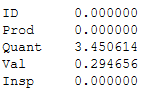 ID 0.000000
Prod 0.000000
Quant 3.450614
Val 0.294656
Insp 0.000000